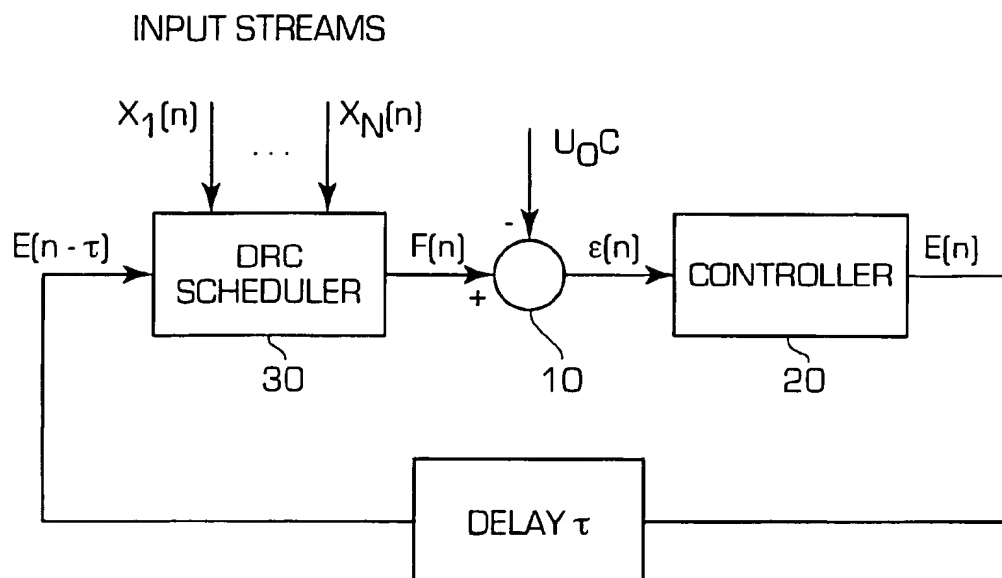 INPUT STREAMS
X1(n) ... XN(n)
U0C
-
E(n - τ)
DRC
SCHEDULER
F(n)
+
ε(n)
CONTROLLER
E(n)
30
10
20
DELAY τ